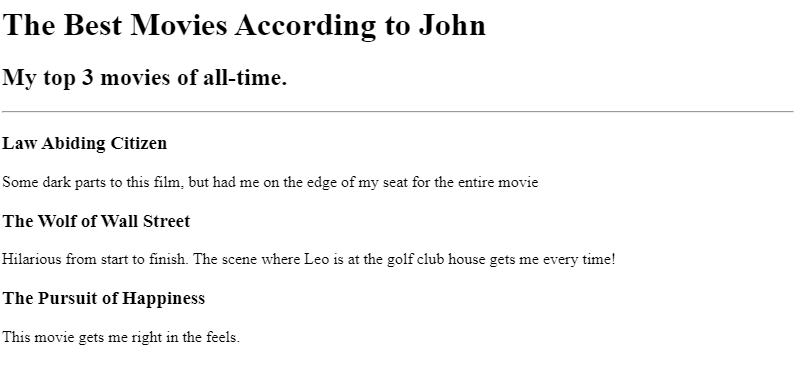 The Best Movies According to John
My top 3 movies of all-time.
Law Abiding Citizen
Some dark parts to this film, but had me on the edge of my seat for the entire movie
The Wolf of Wall Street
Hilarious from start to finish. The scene where Leo is at the golf club house gets me every time!
The Pursuit of Happiness
This movie gets me right in the feels.